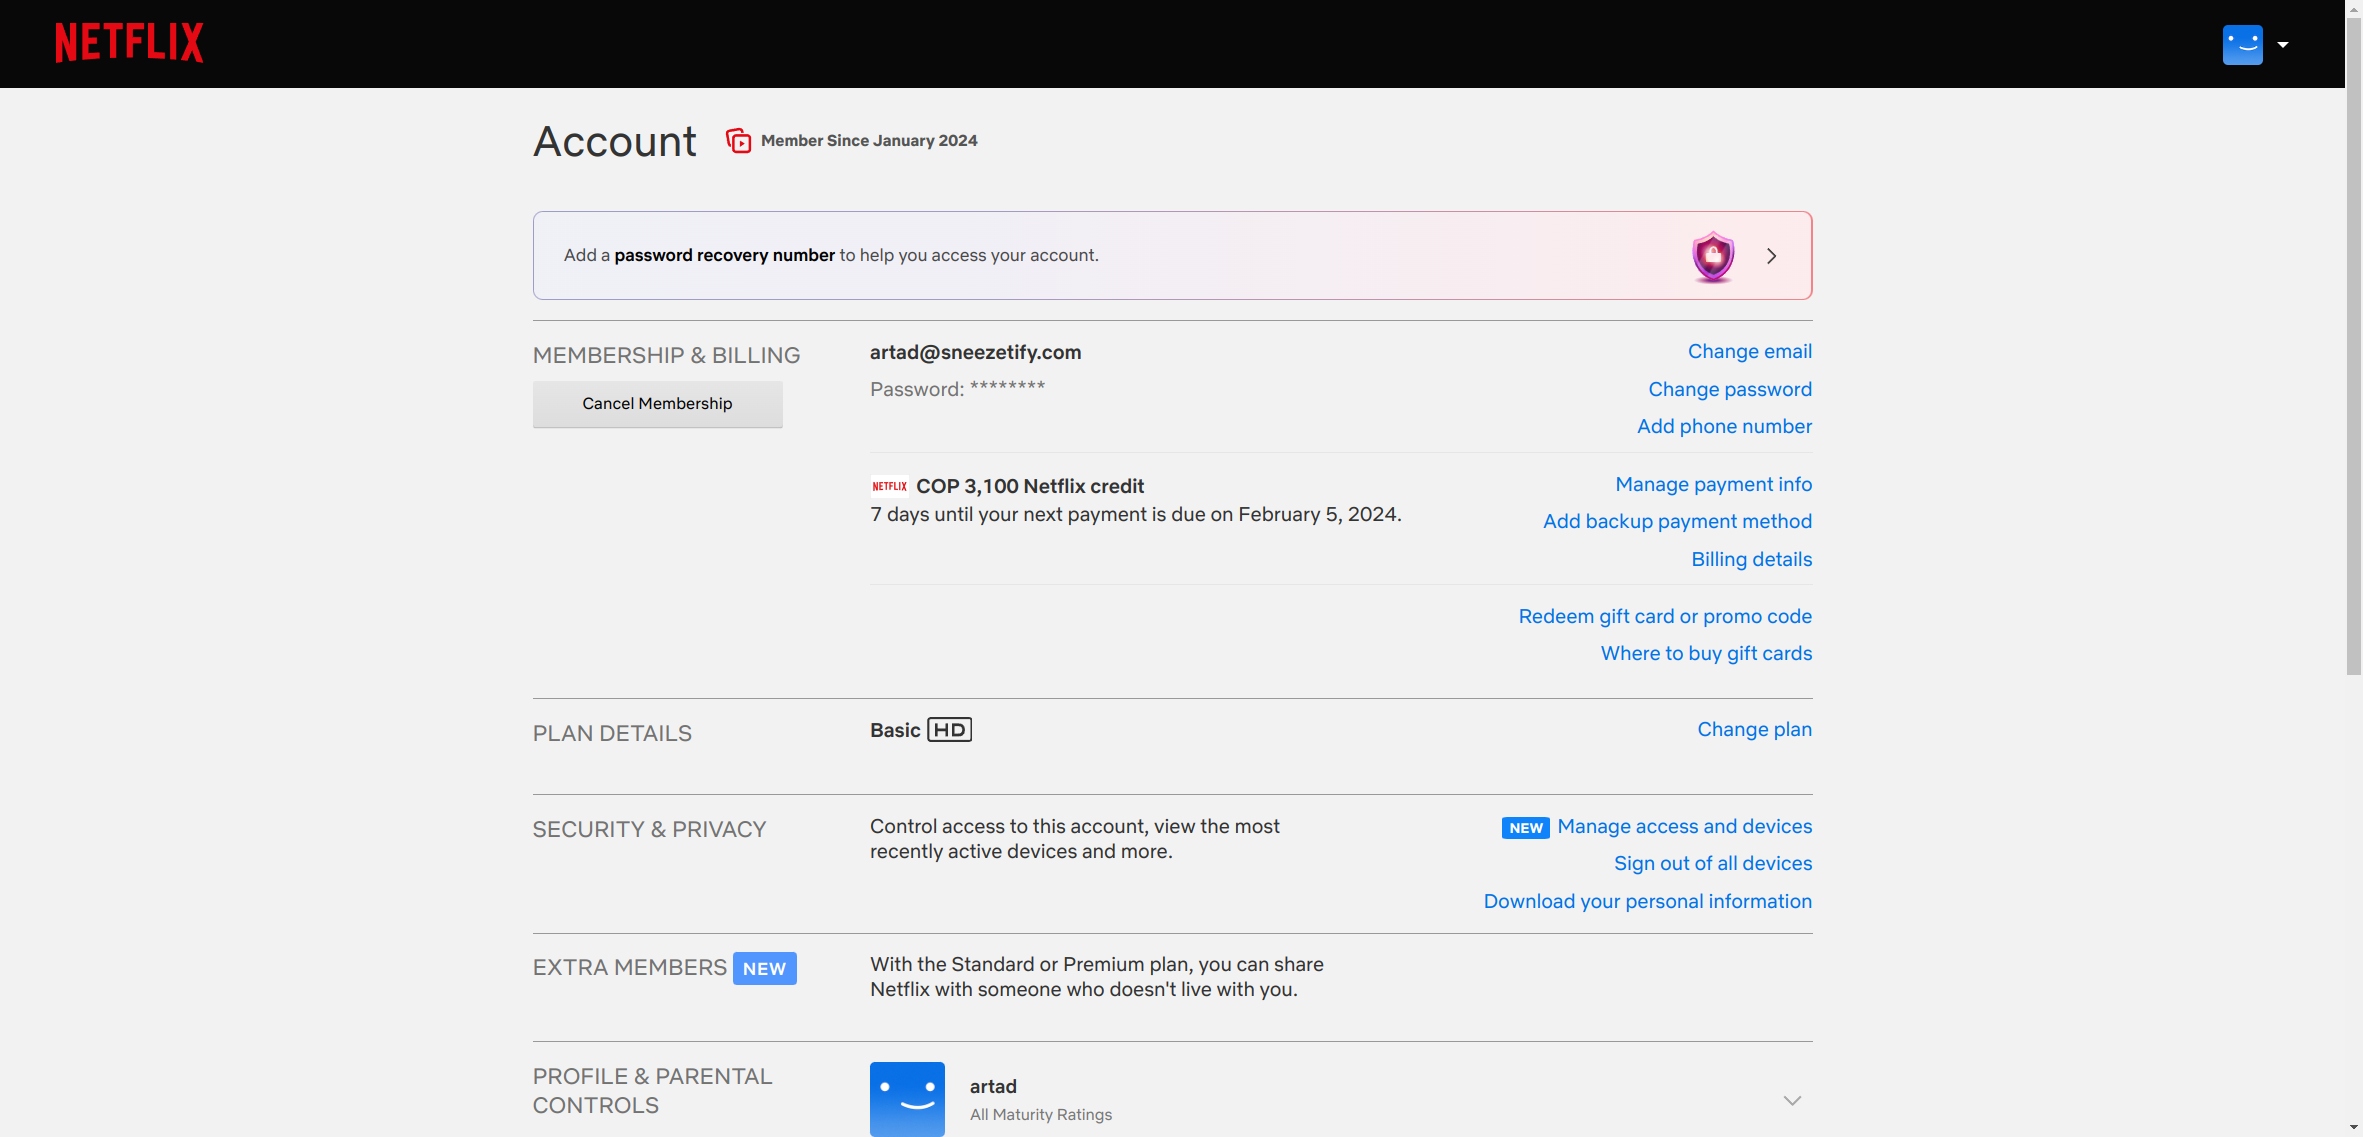 NETFLIX
Account
Member Since January 2024
Add a password recovery number to help you access your account.
MEMBERSHIP & BILLING
Cancel Membership
artad@sneezetify.com
Password: ********
Change email
Change password
Add phone number
NETFLIX COP 3,100 Netflix credit
7 days until your next payment is due on February 5, 2024.
Manage payment info
Add backup payment method
Billing details
Redeem gift card or promo code
Where to buy gift cards
PLAN DETAILS
Basic HD
Change plan
SECURITY & PRIVACY
Control access to this account, view the most
recently active devices and more.
NEW Manage access and devices
Sign out of all devices
Download your personal information
EXTRA MEMBERS NEW
With the Standard or Premium plan, you can share
Netflix with someone who doesn't live with you.
PROFILE & PARENTAL
CONTROLS
artad
All Maturity Ratings